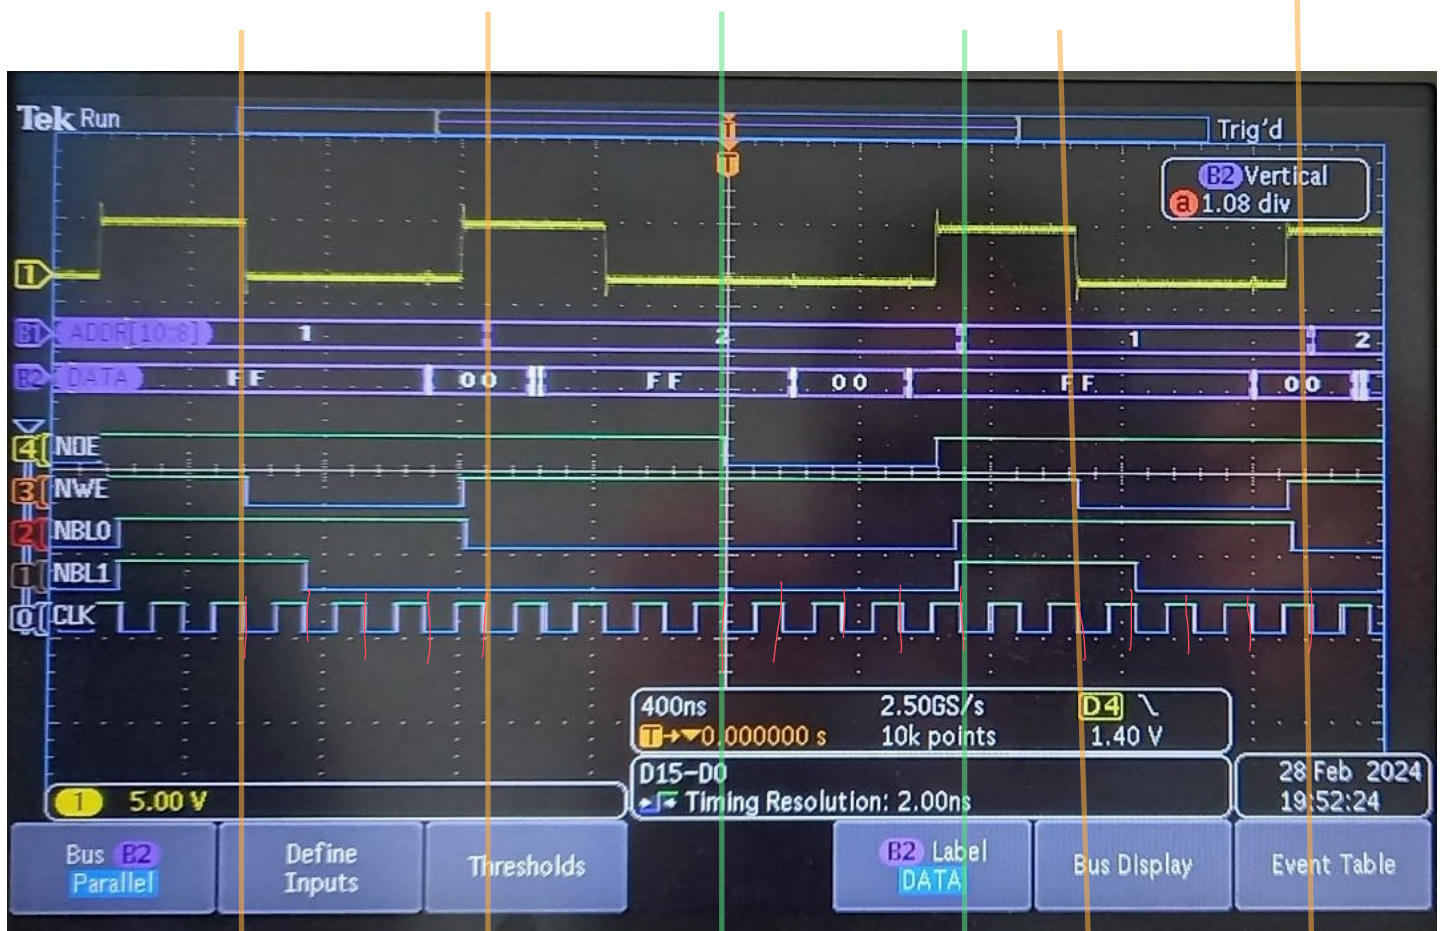 Tek Run
Trig'd
T
T
B2 Vertical
a 1.08 div
1
B1 ADDR[10:8] 1 2 1 2
B2 DATA FF 00 FF 00 FF 00
4 NOE
3 NWE
2 NBL0
1 NBL1
0 CLK
400ns 2.50GS/s D4
T→▼0.000000 s 10k points 1.40 V
D15-D0
Timing Resolution: 2.00ns
28 Feb 2024
19:52:24
1 5.00 V
Bus B2
Parallel
Define
Inputs
Thresholds
B2 Label
DATA
Bus Display
Event Table